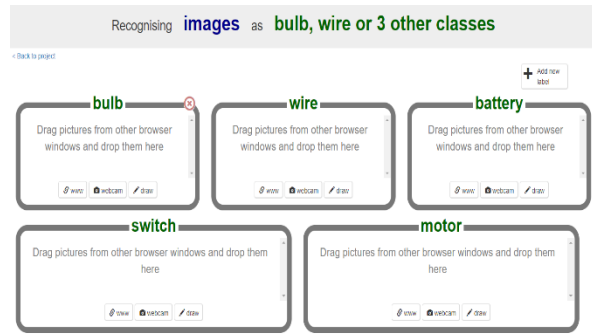 Recognising images as bulb, wire or 3 other classes
< Back to project
Add new
label
bulb
Drag pictures from other browser
windows and drop them here
www webcam draw
wire
Drag pictures from other browser
windows and drop them here
www webcam draw
battery
Drag pictures from other browser
windows and drop them here
www webcam draw
switch
Drag pictures from other browser windows and drop them
here
www webcam draw
motor
Drag pictures from other browser windows and drop them
here
www webcam draw